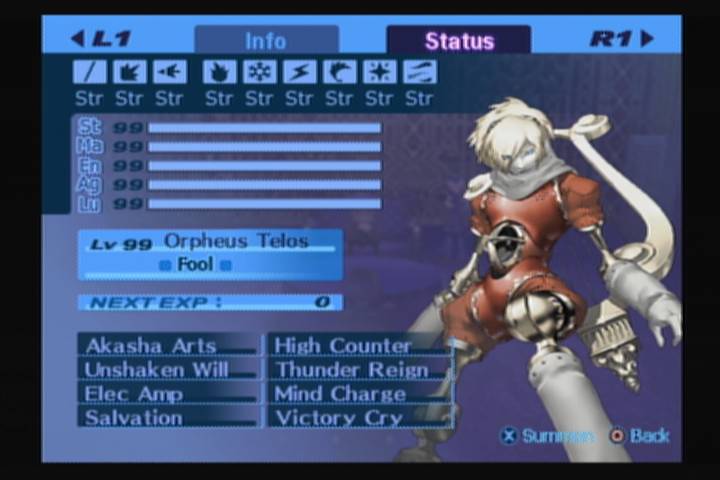 L1 Info Status R1
Str Str Str Str Str Str Str Str Str
St 99
Ma 99
En 99
Ag 99
Lu 99
Lv 99 Orpheus Telos
Fool
NEXT EXP : 0
Akasha Arts High Counter
Unshaken Will Thunder Reign
Elec Amp Mind Charge
Salvation Victory Cry
Summon Back